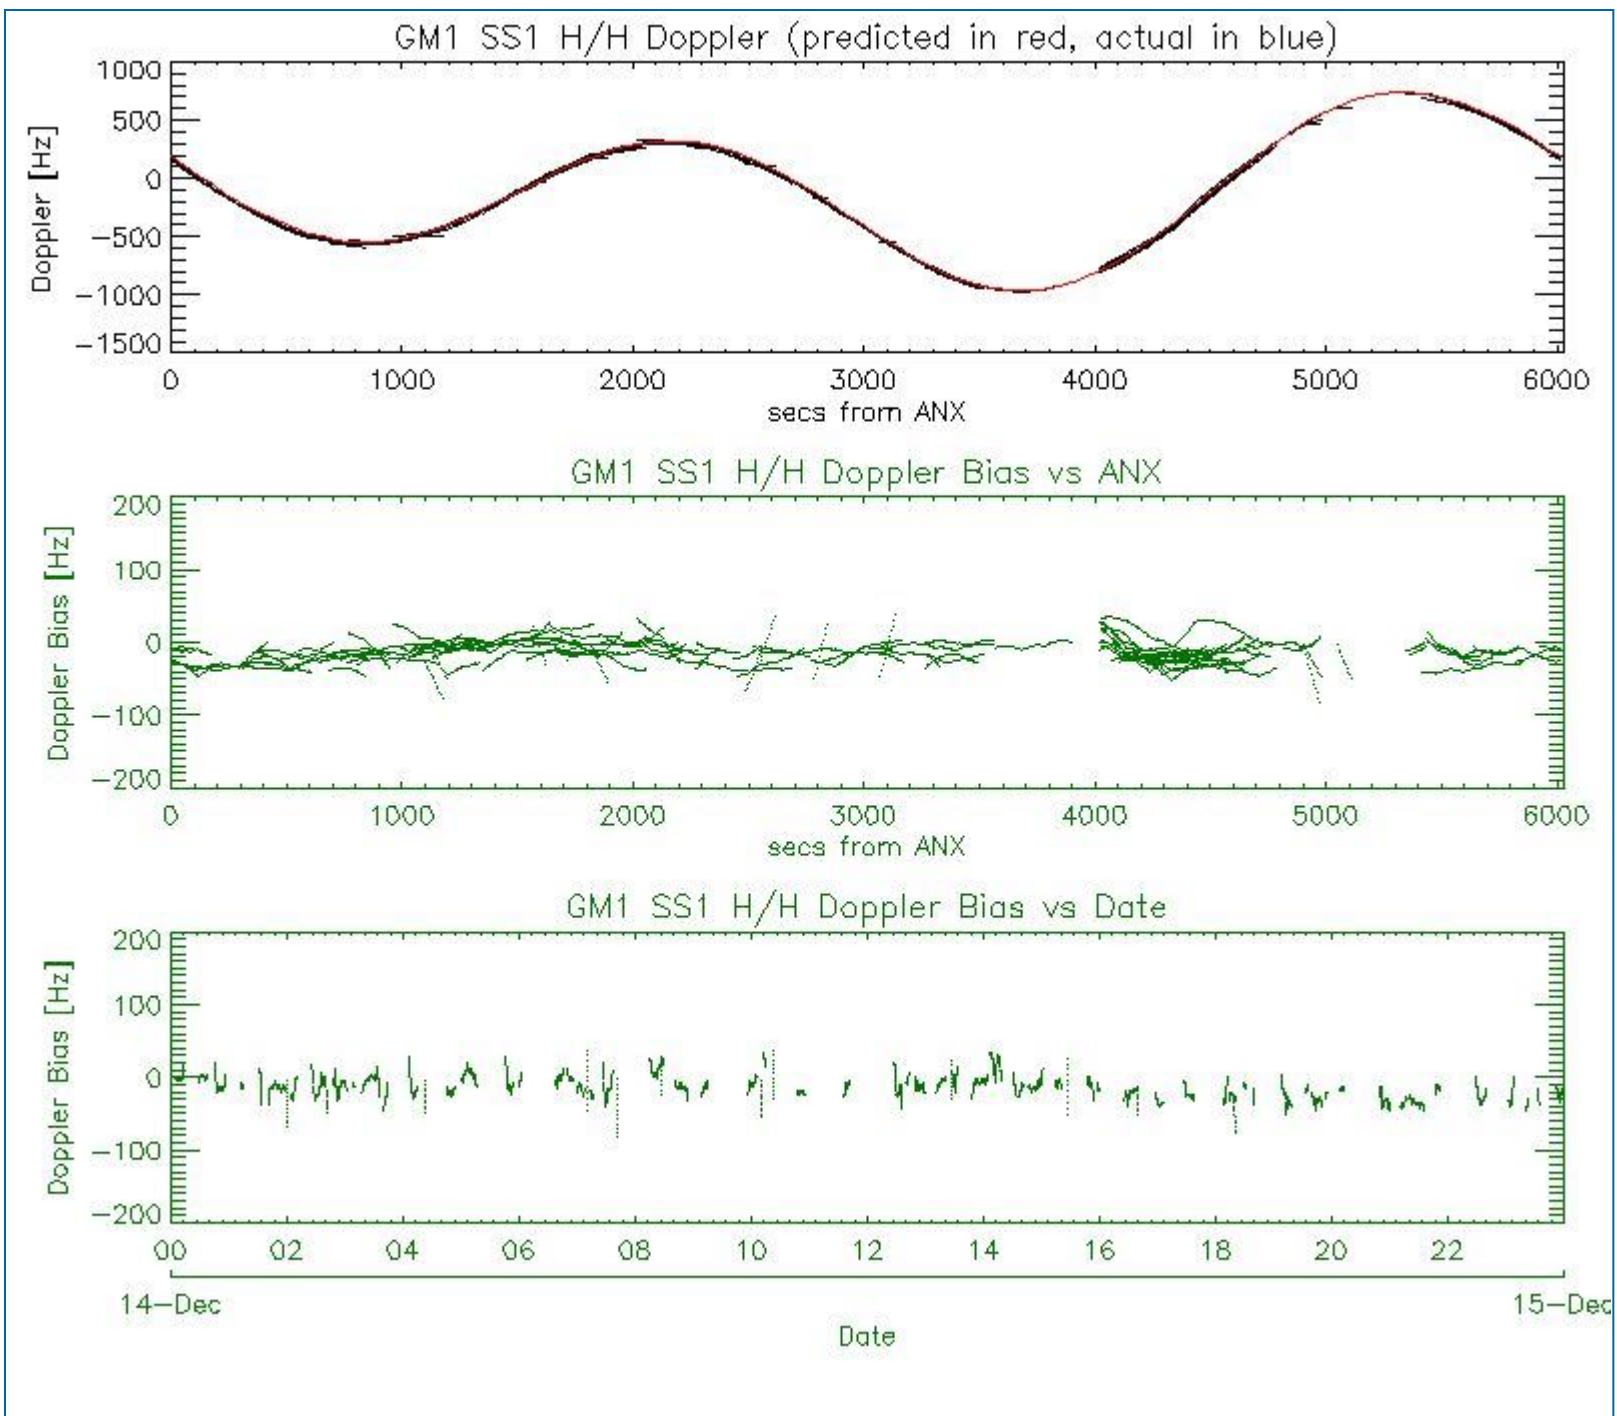 GM1 SS1 H/H Doppler (predicted in red, actual in blue)
1000
500
0
−500
−1000
−1500
Doppler [Hz]
0 1000 2000 3000 4000 5000 6000
secs from ANX
GM1 SS1 H/H Doppler Bias vs ANX
200
100
0
−100
−200
Doppler Bias [Hz]
0 1000 2000 3000 4000 5000 6000
secs from ANX
GM1 SS1 H/H Doppler Bias vs Date
200
100
0
−100
−200
Doppler Bias [Hz]
00 02 04 06 08 10 12 14 16 18 20 22
14−Dec 15−Dec
Date